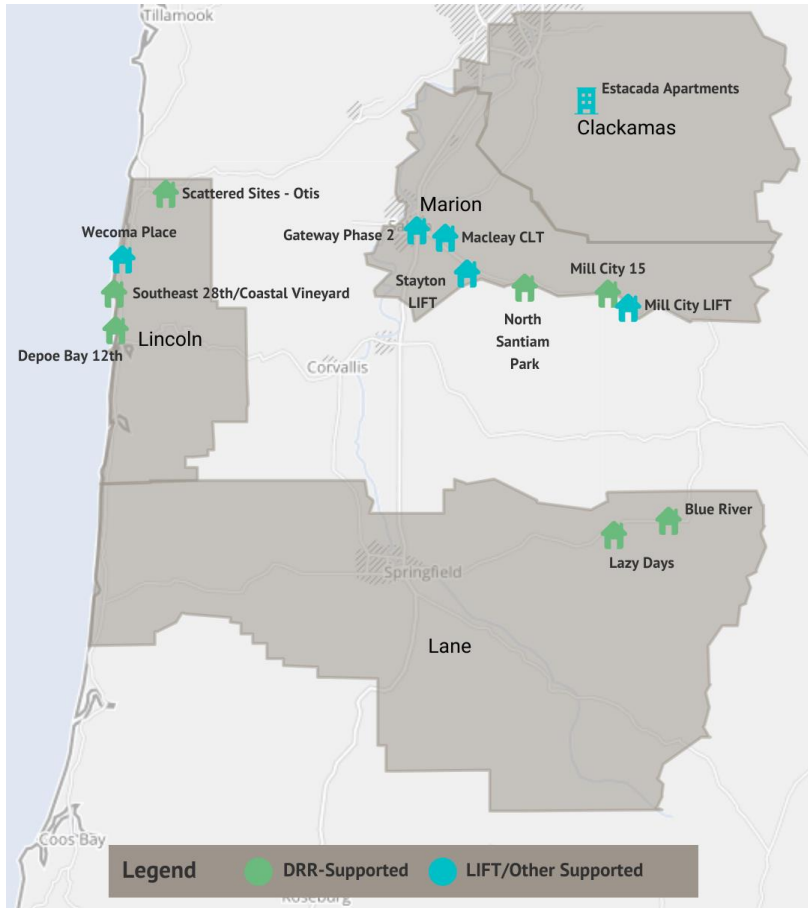 Tillamook
Estacada Apartments
Clackamas
Scattered Sites - Otis
Marion
Wecoma Place
Gateway Phase 2
Macleay CLT
Stayton
LIFT
Mill City 15
Southeast 28th/Coastal Vineyard
Mill City LIFT
North
Santiam
Park
Lincoln
Depoe Bay 12th
Corvallis
Blue River
Lazy Days
Springfield
Lane
Coos Bay
Legend
DRR-Supported
LIFT/Other Supported
Roseburg